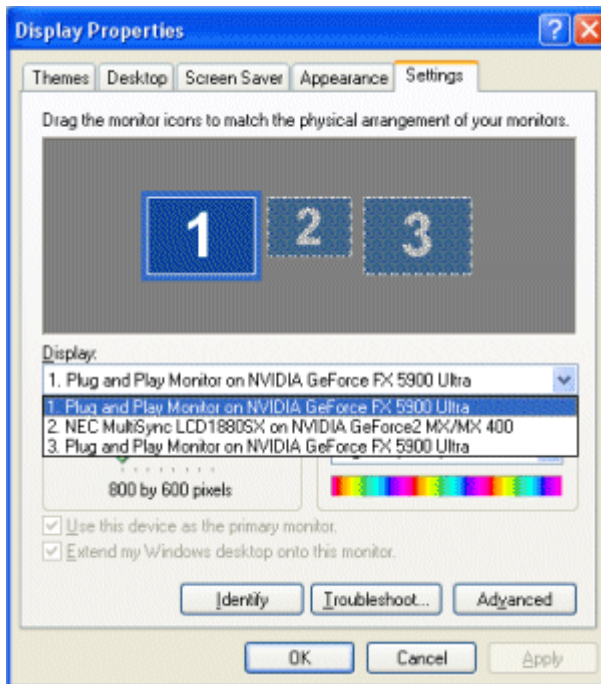 Display Properties
Themes Desktop Screen Saver Appearance Settings
Drag the monitor icons to match the physical arrangement of your monitors.
1 2 3
Display:
1. Plug and Play Monitor on NVIDIA GeForce FX 5900 Ultra
1. Plug and Play Monitor on NVIDIA GeForce FX 5900 Ultra
2. NEC MultiSync LCD1880SX on NVIDIA GeForce2 MX/MX 400
3. Plug and Play Monitor on NVIDIA GeForce FX 5900 Ultra
800 by 600 pixels
Use this device as the primary monitor.
Extend my Windows desktop onto this monitor.
Identify Troubleshoot... Advanced
OK Cancel Apply